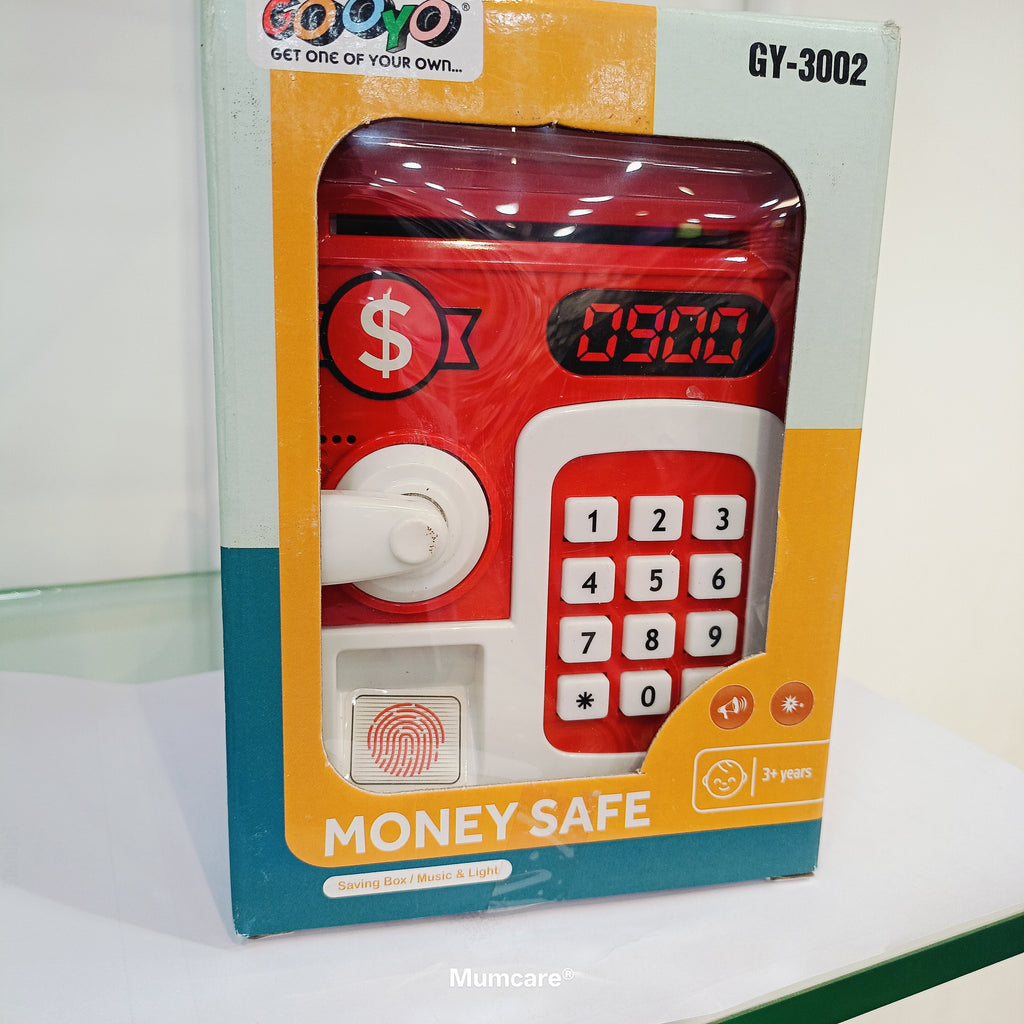 GOOYO®
GET ONE OF YOUR OWN...
GY-3002
$
0900
1 2 3
4 5 6
7 8 9
* 0
3+ years
MONEY SAFE
Saving Box / Music & Light
Mumcare®